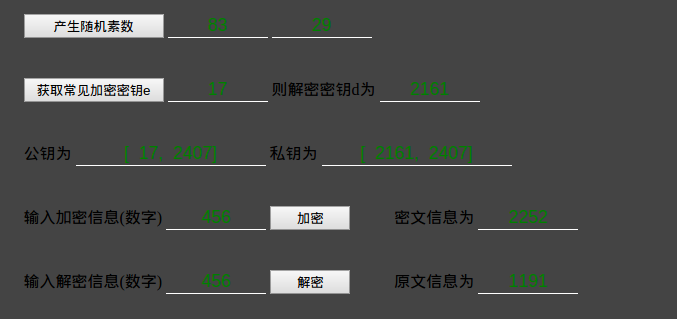 产生随机素数 83 29
获取常见加密密钥e 17 则解密密钥d为 2161
公钥为 [ 17, 2407] 私钥为 [ 2161, 2407]
输入加密信息(数字) 456 加密 密文信息为 2252
输入解密信息(数字) 456 解密 原文信息为 1191